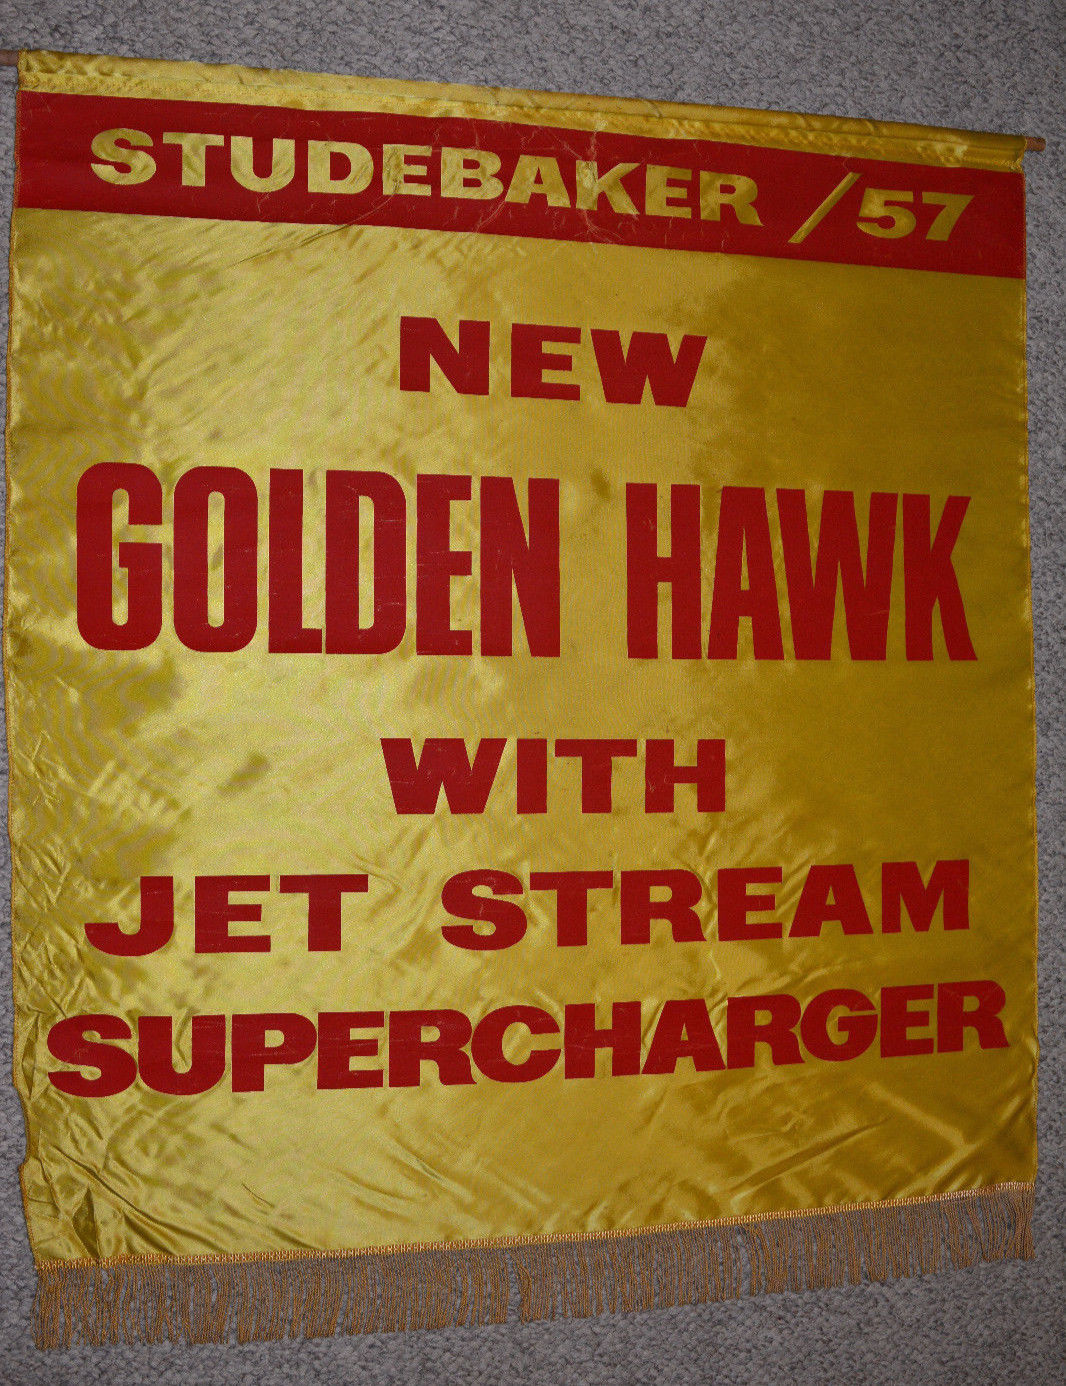 STUDEBAKER /57
NEW
GOLDEN HAWK
WITH
JET STREAM
SUPERCHARGER